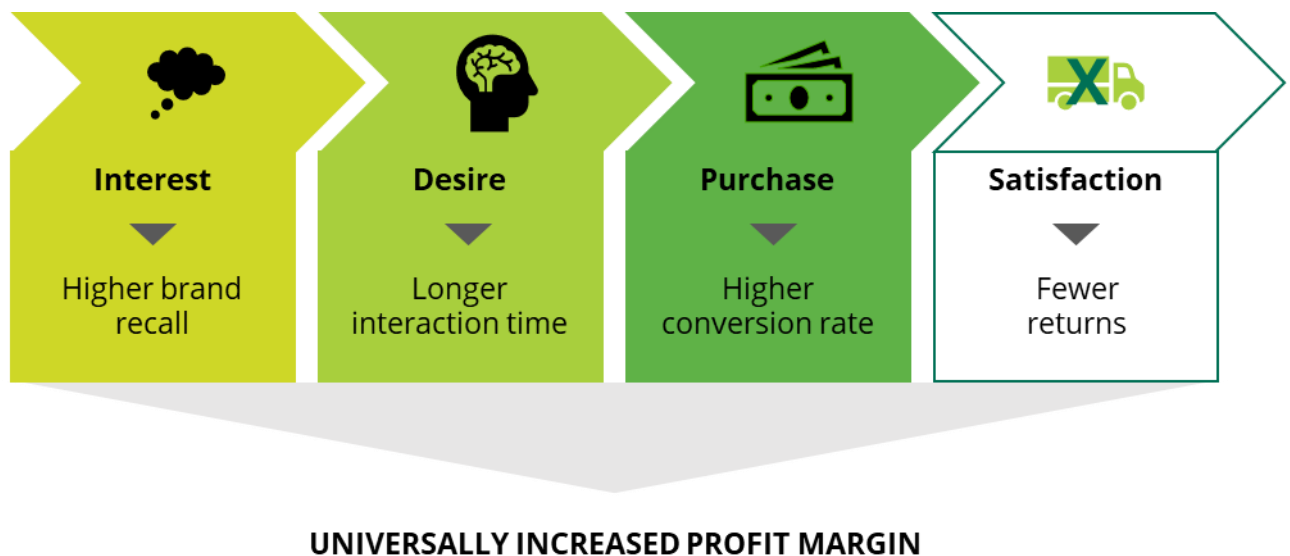 Interest
Higher brand
recall
Desire
Longer
interaction time
Purchase
Higher
conversion rate
X
Satisfaction
Fewer
returns
UNIVERSALLY INCREASED PROFIT MARGIN